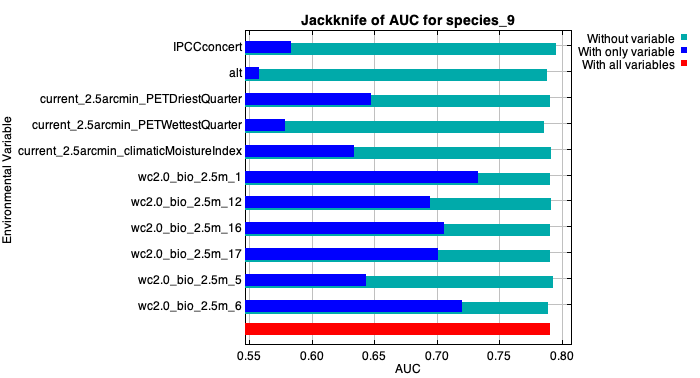 Jackknife of AUC for species_9
Without variable
With only variable
With all variables
Environmental Variable
IPCCconcert
alt
current_2.5arcmin_PETDriestQuarter
current_2.5arcmin_PETWettestQuarter
current_2.5arcmin_climaticMoistureIndex
wc2.0_bio_2.5m_1
wc2.0_bio_2.5m_12
wc2.0_bio_2.5m_16
wc2.0_bio_2.5m_17
wc2.0_bio_2.5m_5
wc2.0_bio_2.5m_6
0.55 0.60 0.65 0.70 0.75 0.80
AUC